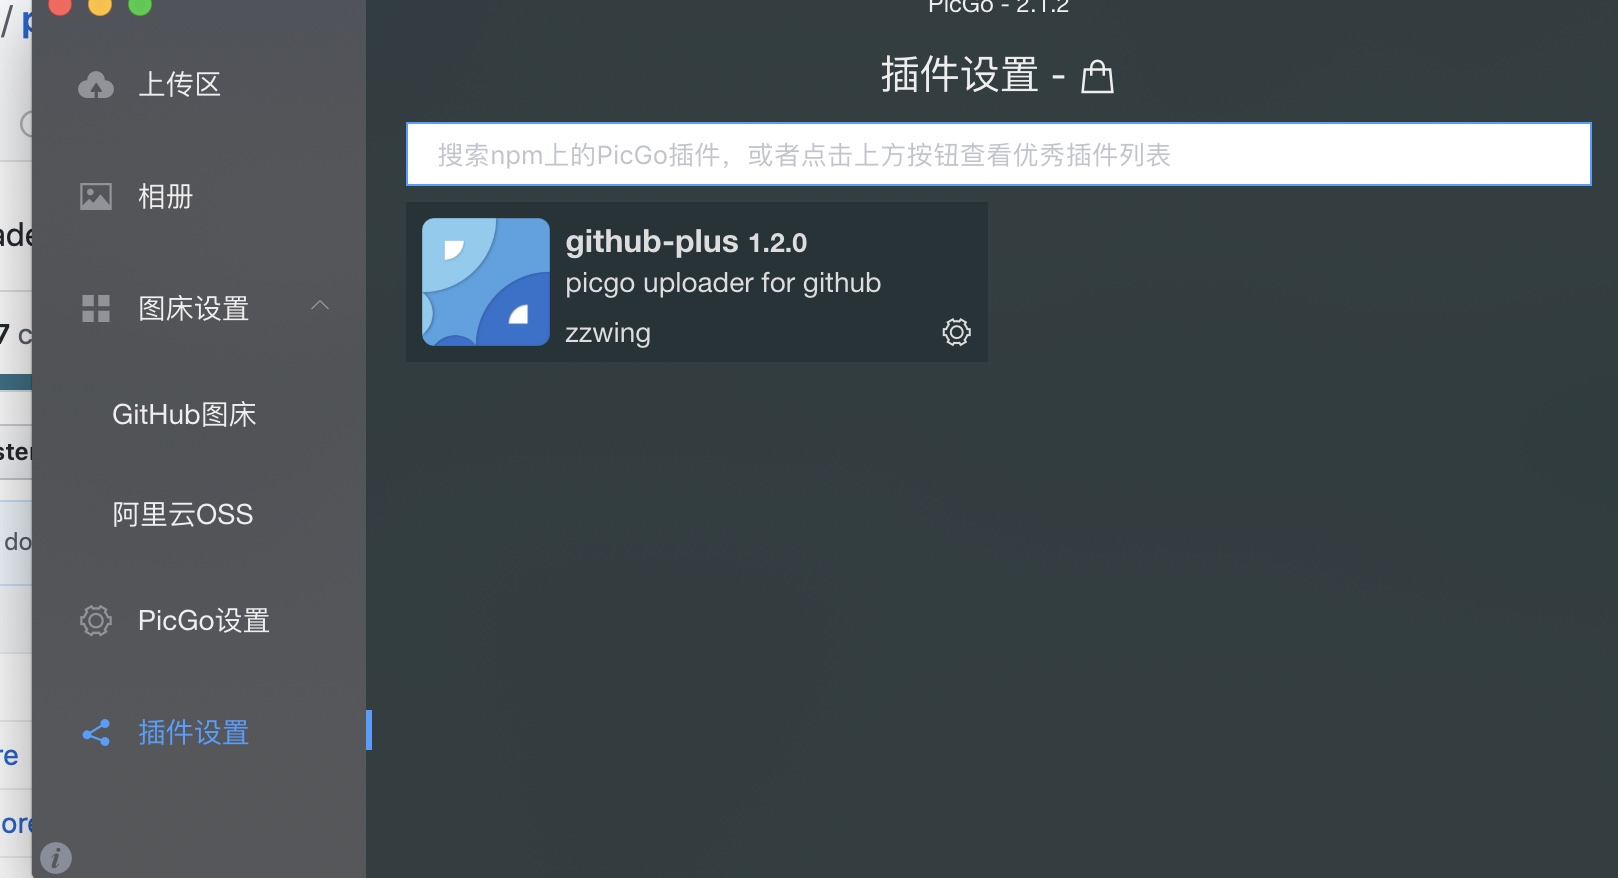 PicGo - 2.1.2
上传区
相册
图床设置
GitHub图床
阿里云OSS
PicGo设置
插件设置
插件设置 -
搜索npm上的PicGo插件，或者点击上方按钮查看优秀插件列表
github-plus 1.2.0
picgo uploader for github
zzwing